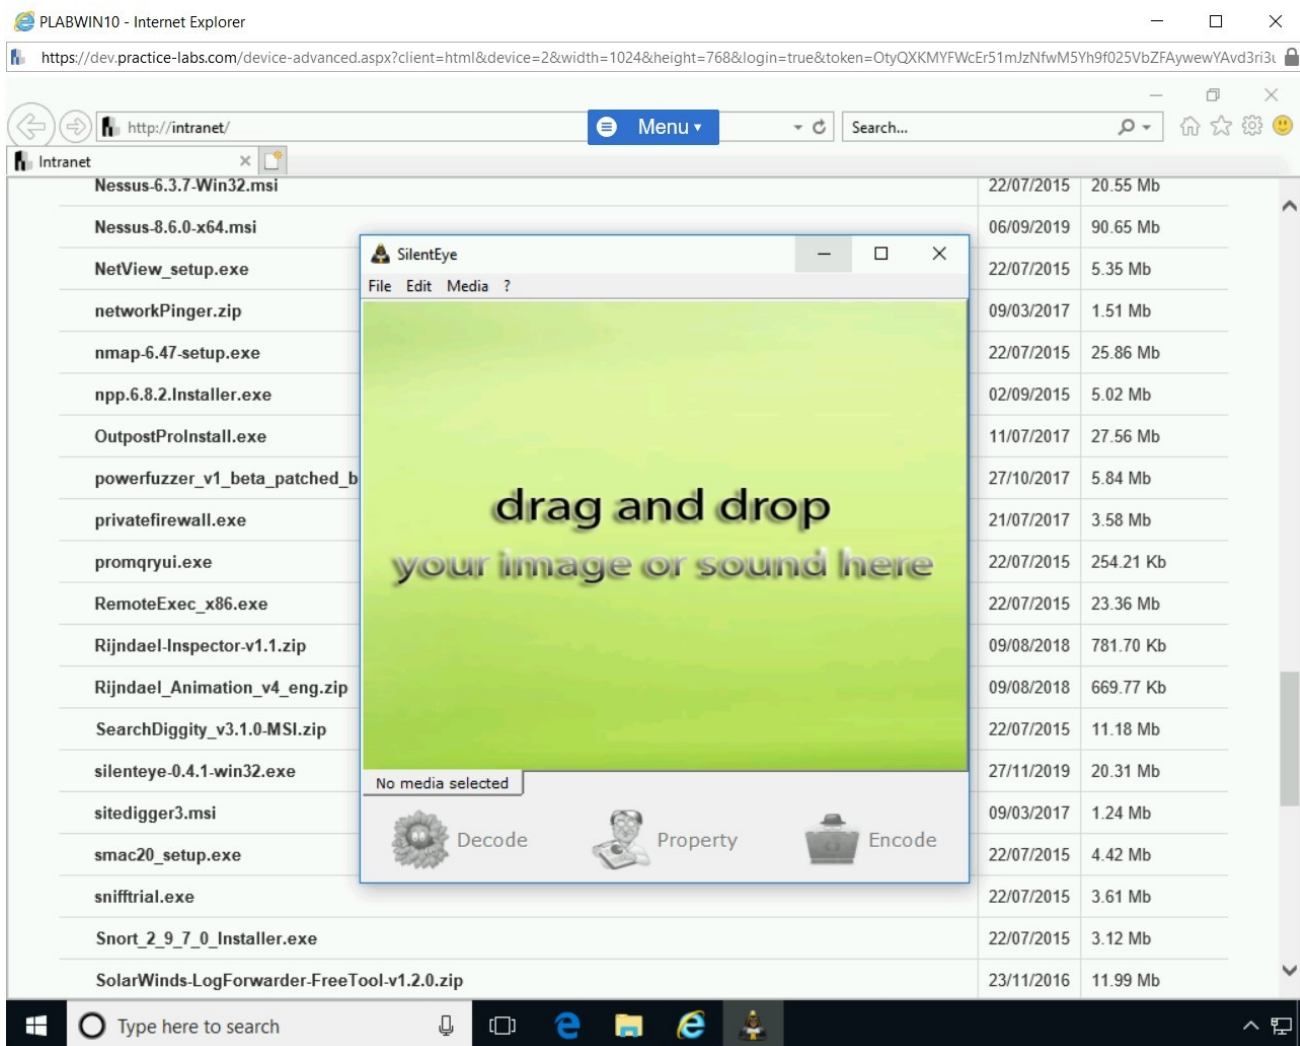 PLABWIN10 - Internet Explorer
https://dev.practice-labs.com/device-advanced.aspx?client=html&device=2&width=1024&height=768&login=true&token=OtyQXKMYFWcEr51mJzNfwM5Yh9f025VbZFAywewYAvd3ri3
http://intranet/ Menu Search...
Intranet
Nessus-6.3.7-Win32.msi 22/07/2015 20.55 Mb
Nessus-8.6.0-x64.msi 06/09/2019 90.65 Mb
SilentEye
NetView_setup.exe 22/07/2015 5.35 Mb
File Edit Media ?
networkPinger.zip 09/03/2017 1.51 Mb
nmap-6.47-setup.exe 22/07/2015 25.86 Mb
npp.6.8.2.Installer.exe 02/09/2015 5.02 Mb
OutpostProInstall.exe 11/07/2017 27.56 Mb
powerfuzzer_v1_beta_patched_b 27/10/2017 5.84 Mb
drag and drop
privatefirewall.exe 21/07/2017 3.58 Mb
your image or sound here
promqryui.exe 22/07/2015 254.21 Kb
RemoteExec_x86.exe 22/07/2015 23.36 Mb
Rijndael-Inspector-v1.1.zip 09/08/2018 781.70 Kb
Rijndael_Animation_v4_eng.zip 09/08/2018 669.77 Kb
SearchDiggity_v3.1.0-MSI.zip 22/07/2015 11.18 Mb
silenteye-0.4.1-win32.exe 27/11/2019 20.31 Mb
No media selected
sitedigger3.msi 09/03/2017 1.24 Mb
Decode Property Encode
smac20_setup.exe 22/07/2015 4.42 Mb
snifftrial.exe 22/07/2015 3.61 Mb
Snort_2_9_7_0_Installer.exe 22/07/2015 3.12 Mb
SolarWinds-LogForwarder-FreeTool-v1.2.0.zip 23/11/2016 11.99 Mb
Type here to search